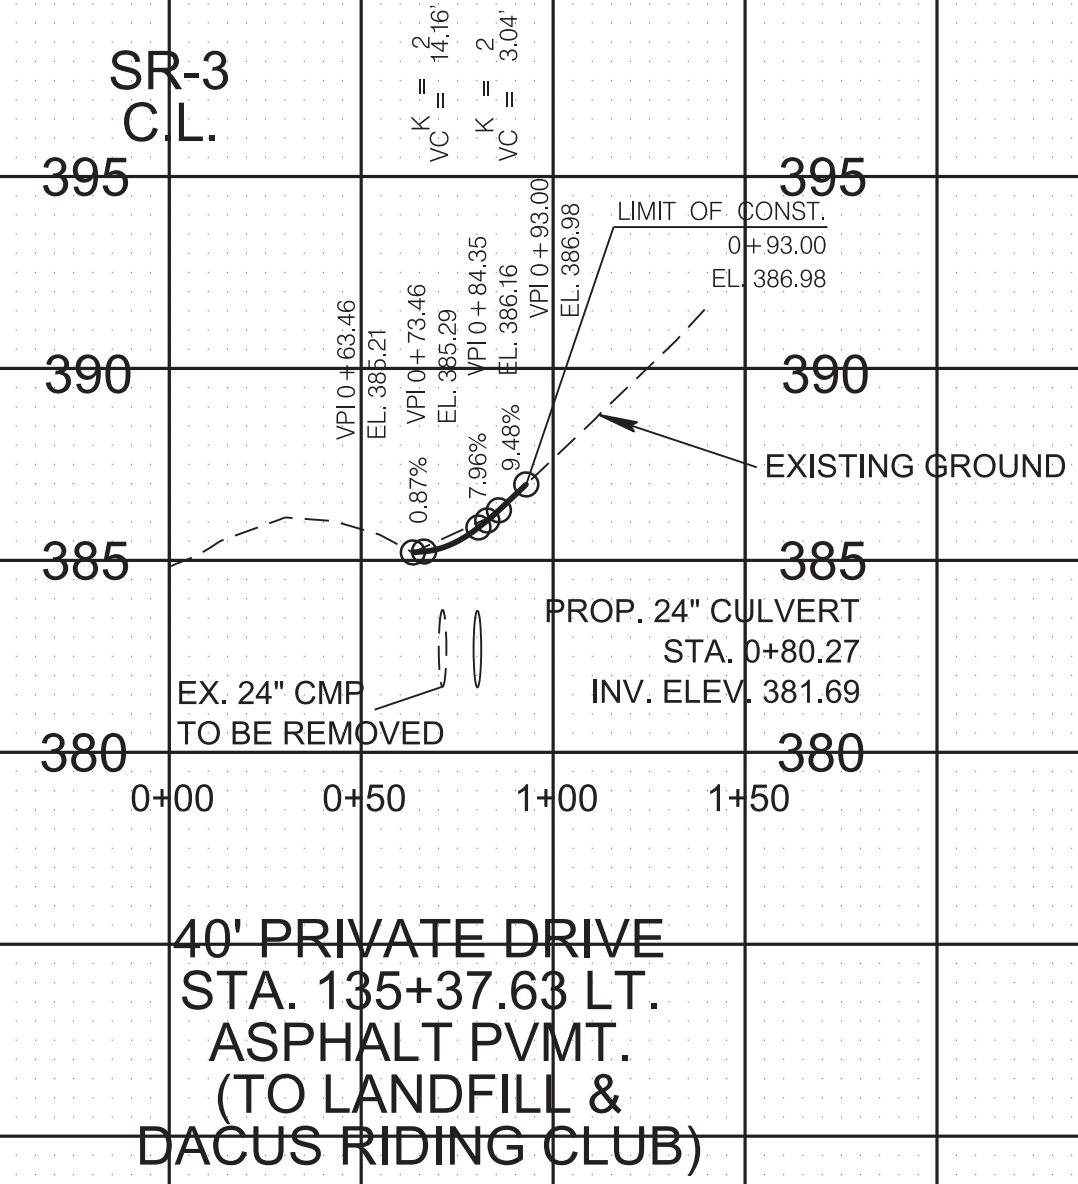 SR-3
C.L.
K = 2
VC = 14.16'
K = 2
VC = 3.04'
395
395
VPI 0+63.46
EL. 385.21
VPI 0+73.46
EL. 385.29
VPI 0+84.35
EL. 386.16
VPI 0+93.00
EL. 386.98
LIMIT OF CONST.
0+93.00
EL. 386.98
390
390
0.87%
7.96%
9.48%
EXISTING GROUND
385
385
PROP. 24" CULVERT
STA. 0+80.27
INV. ELEV. 381.69
EX. 24" CMP
TO BE REMOVED
380
380
0+00
0+50
1+00
1+50
40' PRIVATE DRIVE
STA. 135+37.63 LT.
ASPHALT PVMT.
(TO LANDFILL &
DACUS RIDING CLUB)